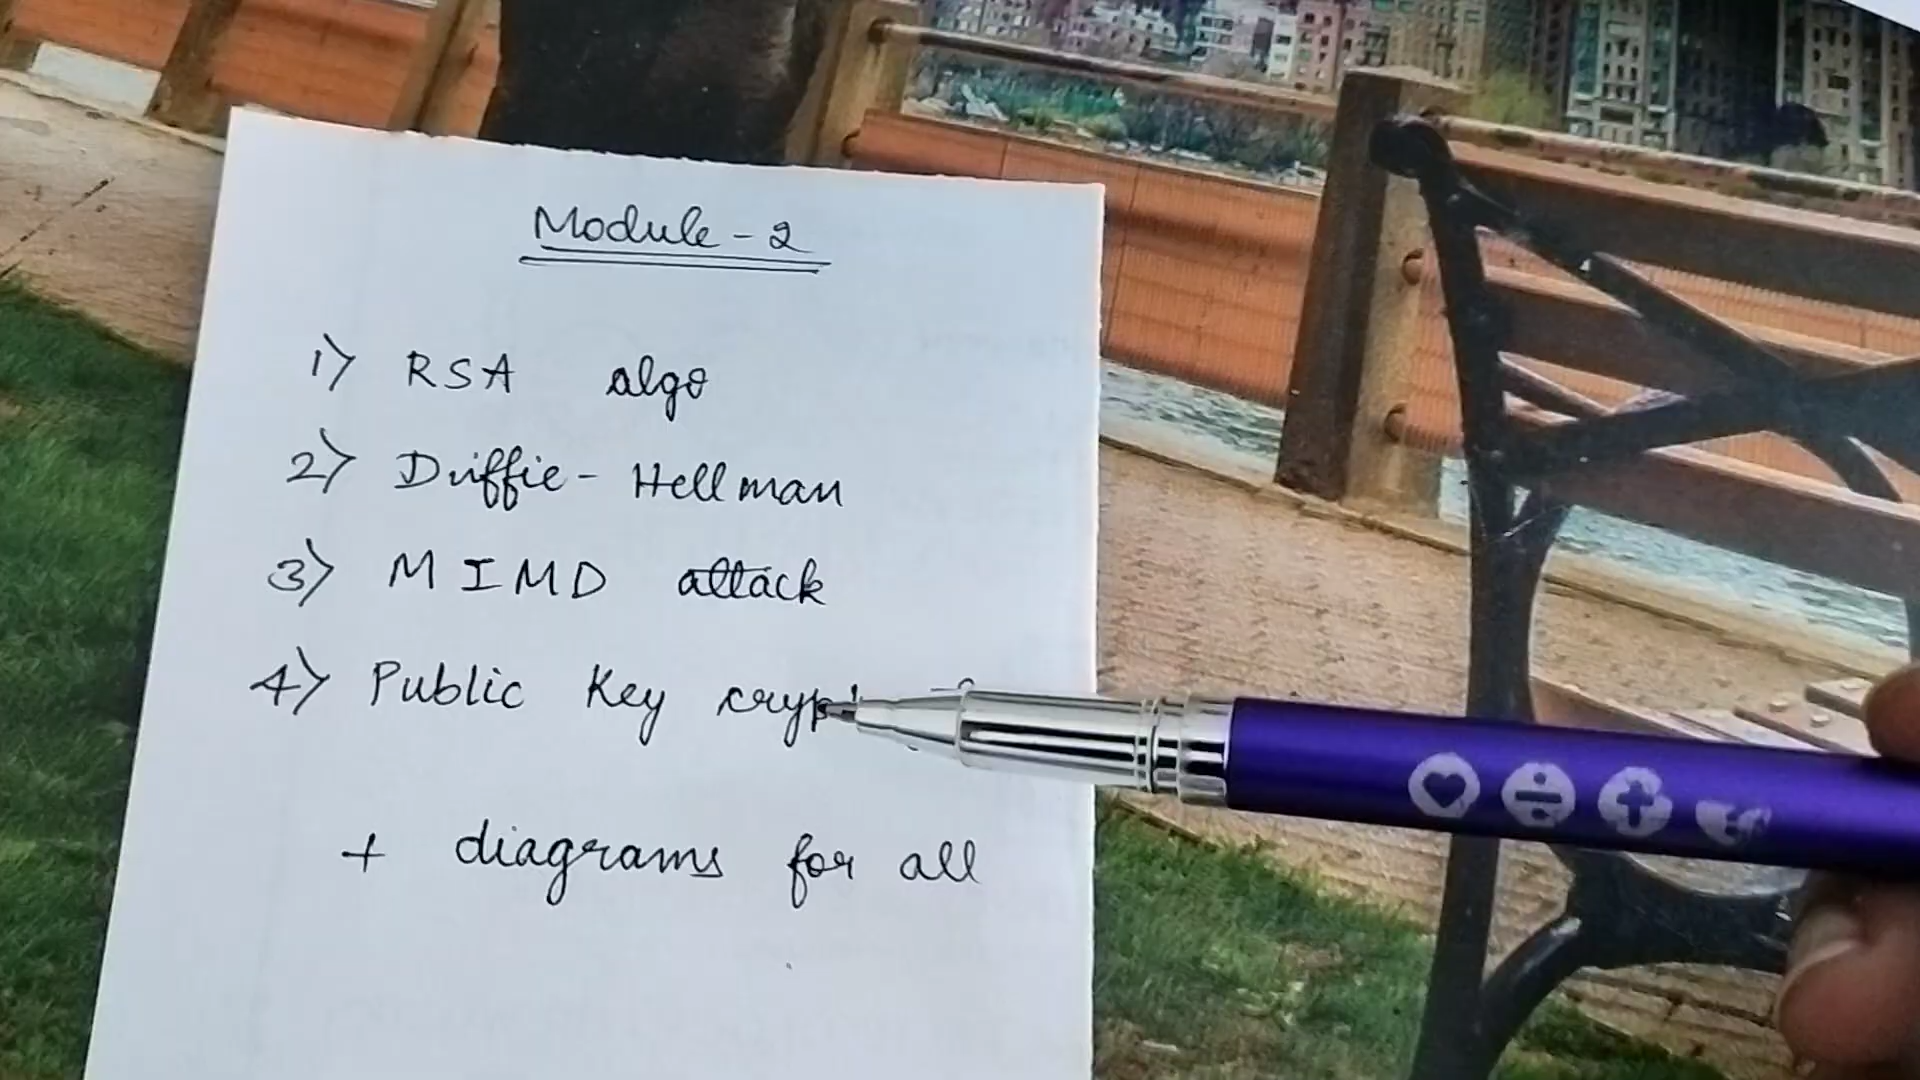 Module - 2
1) RSA algo
2) Diffie - Hellman
3) MIMD attack
4) Public Key
+ diagrams for all